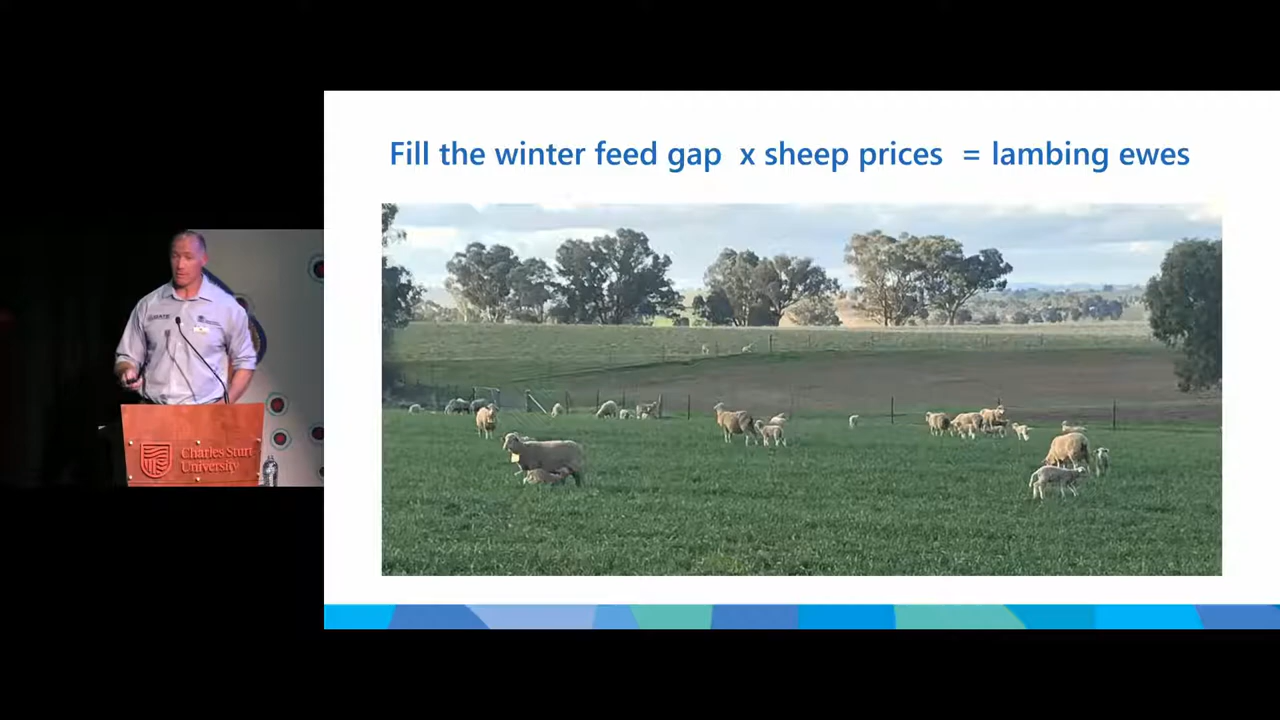 Fill the winter feed gap x sheep prices = lambing ewes
Charles Sturt
University